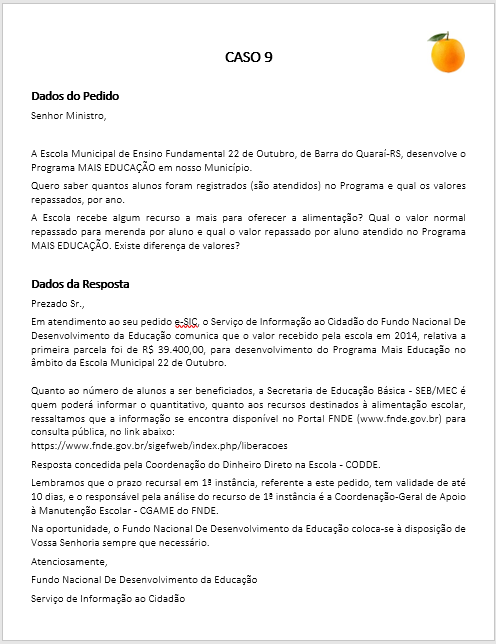 CASO 9
Dados do Pedido
Senhor Ministro,
A Escola Municipal de Ensino Fundamental 22 de Outubro, de Barra do Quaraí-RS, desenvolve o
Programa MAIS EDUCAÇÃO em nosso Município.
Quero saber quantos alunos foram registrados (são atendidos) no Programa e qual os valores
repassados, por ano.
A Escola recebe algum recurso a mais para oferecer a alimentação? Qual o valor normal
repassado para merenda por aluno e qual o valor repassado por aluno atendido no Programa
MAIS EDUCAÇÃO. Existe diferença de valores?
Dados da Resposta
Prezado Sr.,
Em atendimento ao seu pedido e-SIC, o Serviço de Informação ao Cidadão do Fundo Nacional De
Desenvolvimento da Educação comunica que o valor recebido pela escola em 2014, relativa a
primeira parcela foi de R$ 39.400,00, para desenvolvimento do Programa Mais Educação no
âmbito da Escola Municipal 22 de Outubro.
Quanto ao número de alunos a ser beneficiados, a Secretaria de Educação Básica - SEB/MEC é
quem poderá informar o quantitativo, quanto aos recursos destinados à alimentação escolar,
ressaltamos que a informação se encontra disponível no Portal FNDE (www.fnde.gov.br) para
consulta pública, no link abaixo:
https://www.fnde.gov.br/sigefweb/index.php/liberacoes
Resposta concedida pela Coordenação do Dinheiro Direto na Escola - CODDE.
Lembramos que o prazo recursal em 1ª instância, referente a este pedido, tem validade de até
10 dias, e o responsável pela análise do recurso de 1ª instância é a Coordenação-Geral de Apoio
à Manutenção Escolar - CGAME do FNDE.
Na oportunidade, o Fundo Nacional De Desenvolvimento da Educação coloca-se à disposição de
Vossa Senhoria sempre que necessário.
Atenciosamente,
Fundo Nacional De Desenvolvimento da Educação
Serviço de Informação ao Cidadão